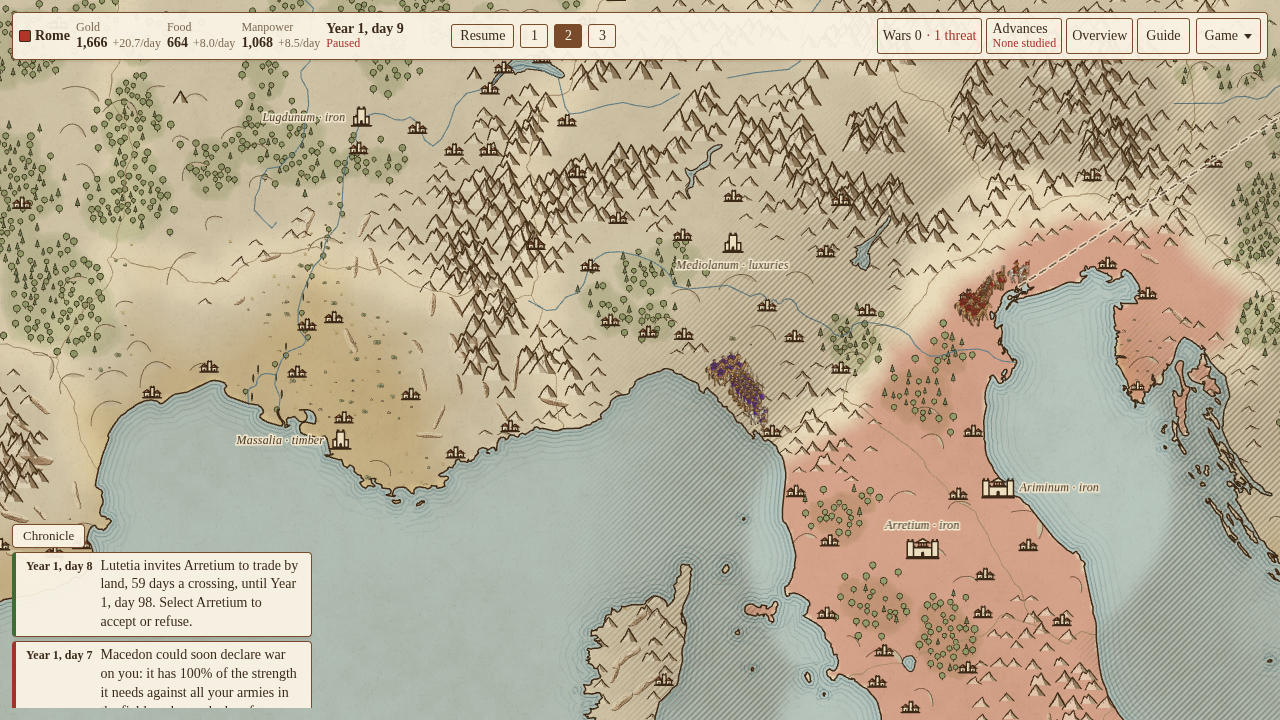 Rome
Gold
1,666 +20.7/day
Food
664 +8.0/day
Manpower
1,068 +8.5/day
Year 1, day 9
Paused
Resume
1
2
3
Wars 0 · 1 threat
Advances
None studied
Overview
Guide
Game
Lugdunum · iron
Mediolanum · luxuries
Massalia · timber
Ariminum · iron
Arretium · iron
Chronicle
Year 1, day 8 Lutetia invites Arretium to trade by
land, 59 days a crossing, until Year
1, day 98. Select Arretium to
accept or refuse.
Year 1, day 7 Macedon could soon declare war
on you: it has 100% of the strength
it needs against all your armies in